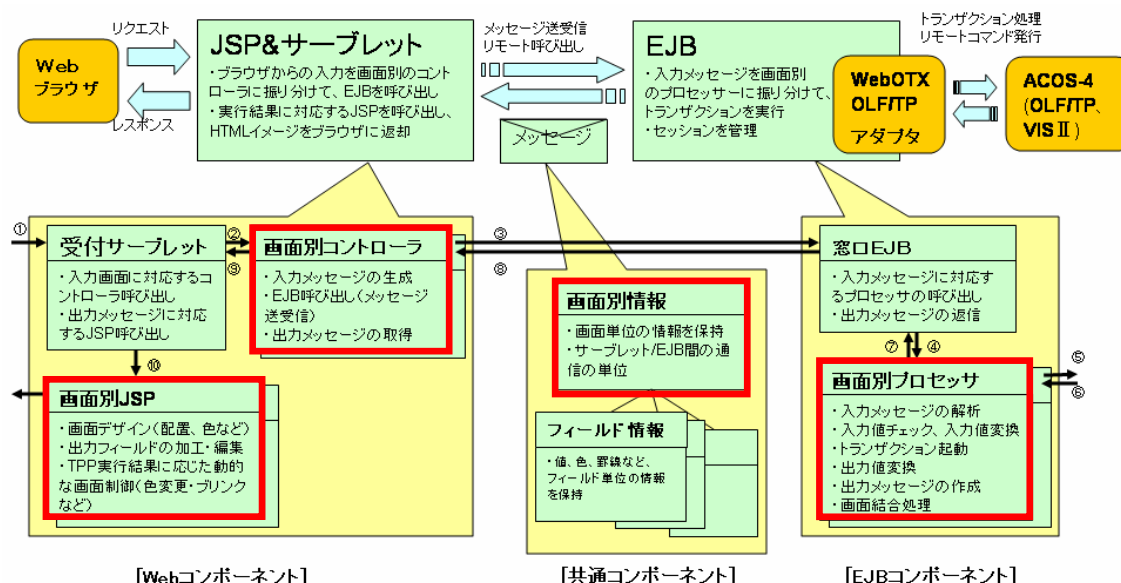 リクエスト
Web
ブラウザ
レスポンス
JSP&サーブレット
・ブラウザからの入力を画面別のコント
ローラに振り分けて、EJBを呼び出し
・実行結果に対応するJSPを呼び出し、
HTMLイメージをブラウザに返却
メッセージ送受信
リモート呼び出し
メッセージ
EJB
・入力メッセージを画面別
のプロセッサーに振り分けて、
トランザクションを実行
・セッションを管理
WebOTX
OLF/TP
アダプタ
トランザクション処理
リモートコマンド発行
ACOS-4
(OLF/TP、
VISⅡ)
①
受付サーブレット
・入力画面に対応するコ
ントローラ呼び出し
・出力メッセージに対応
するJSP呼び出し
②
⑨
画面別コントローラ
・入力メッセージの生成
・EJB呼び出し(メッセージ
送受信)
・出力メッセージの取得
③
⑧
⑩
画面別JSP
・画面デザイン(配置、色など)
・出力フィールドの加工・編集
・TPP実行結果に応じた動的
な画面制御(色変更・ブリンク
など)
画面別情報
・画面単位の情報を保持
・サーブレット/EJB間の通
信の単位
フィールド情報
・値、色、罫線など、
フィールド単位の情報
を保持
窓口EJB
・入力メッセージに対応す
るプロセッサの呼び出し
・出力メッセージの返信
⑦
④
⑤
⑥
画面別プロセッサ
・入力メッセージの解析
・入力値チェック、入力値変換
・トランザクション起動
・出力値変換
・出力メッセージの作成
・画面結合処理
[Webコンポーネント]
[共通コンポーネント]
[EJBコンポーネント]